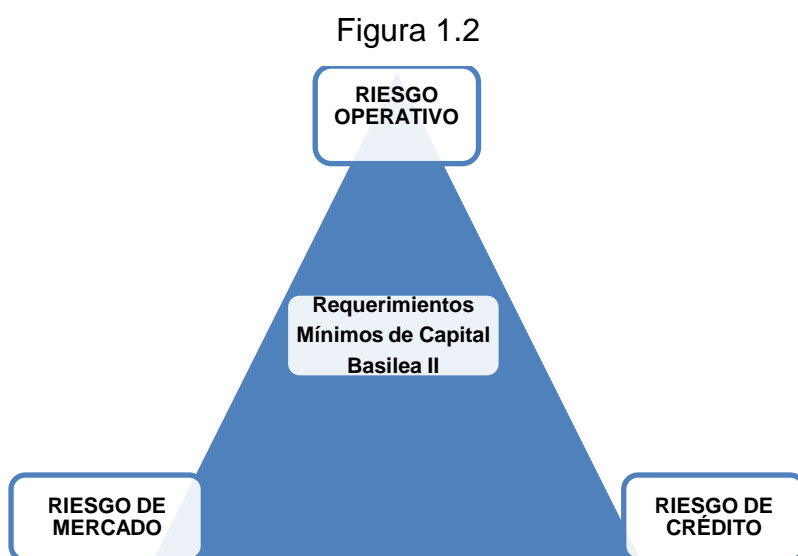 Figura 1.2
RIESGO
OPERATIVO
Requerimientos
Mínimos de Capital
Basilea II
RIESGO DE
MERCADO
RIESGO DE
CRÉDITO